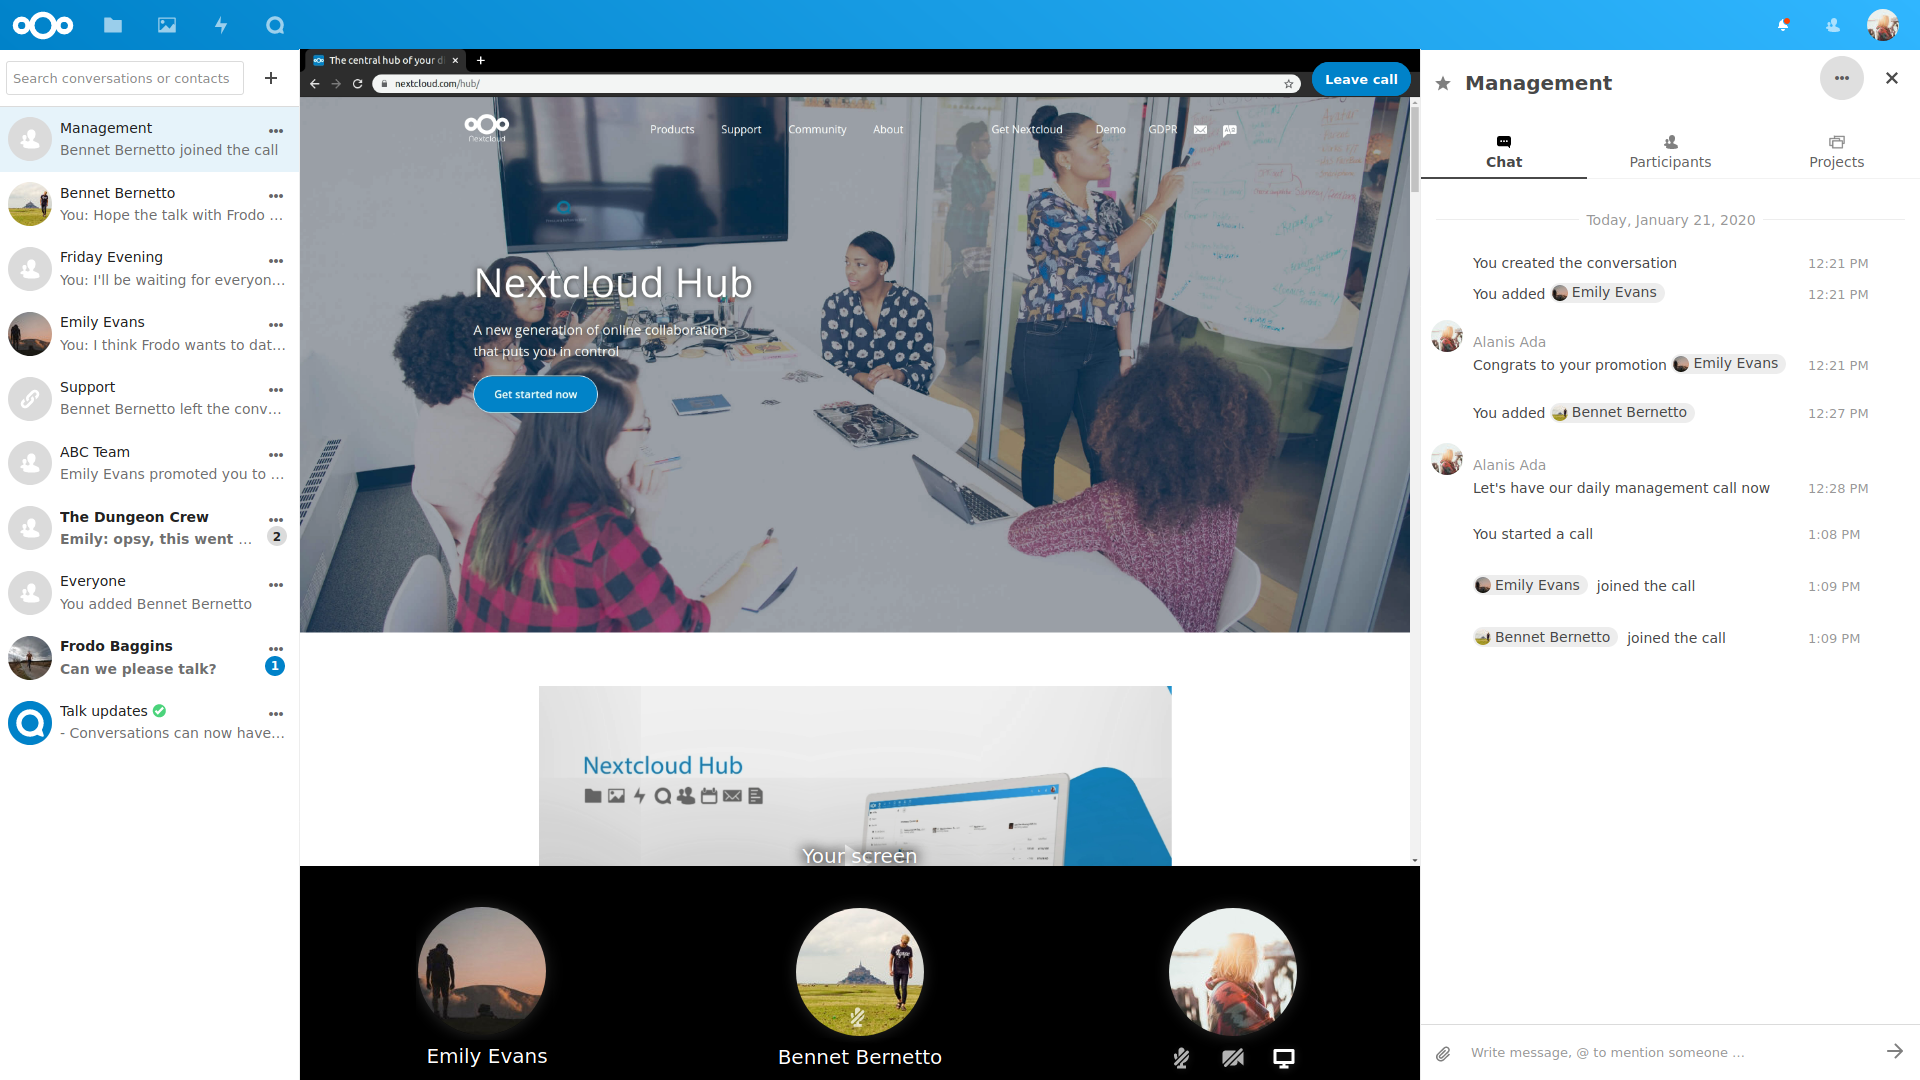 Search conversations or contacts
Management
Bennet Bernetto joined the call
Bennet Bernetto
You: Hope the talk with Frodo ...
Friday Evening
You: I'll be waiting for everyon...
Emily Evans
You: I think Frodo wants to dat...
Support
Bennet Bernetto left the conv...
ABC Team
Emily Evans promoted you to ...
The Dungeon Crew
Emily: opsy, this went ...
2
Everyone
You added Bennet Bernetto
Frodo Baggins
Can we please talk?
1
Talk updates
- Conversations can now have...
The central hub of your d
nextcloud.com/hub/
Leave call
Nextcloud
Products Support Community About Get Nextcloud Demo GDPR
Nextcloud Hub
A new generation of online collaboration
that puts you in control
Get started now
Nextcloud Hub
Your screen
Emily Evans
Bennet Bernetto
Management
Chat
Participants
Projects
Today, January 21, 2020
You created the conversation 12:21 PM
You added Emily Evans 12:21 PM
Alanis Ada
Congrats to your promotion Emily Evans 12:21 PM
You added Bennet Bernetto 12:27 PM
Alanis Ada
Let's have our daily management call now 12:28 PM
You started a call 1:08 PM
Emily Evans joined the call 1:09 PM
Bennet Bernetto joined the call 1:09 PM
Write message, @ to mention someone ...